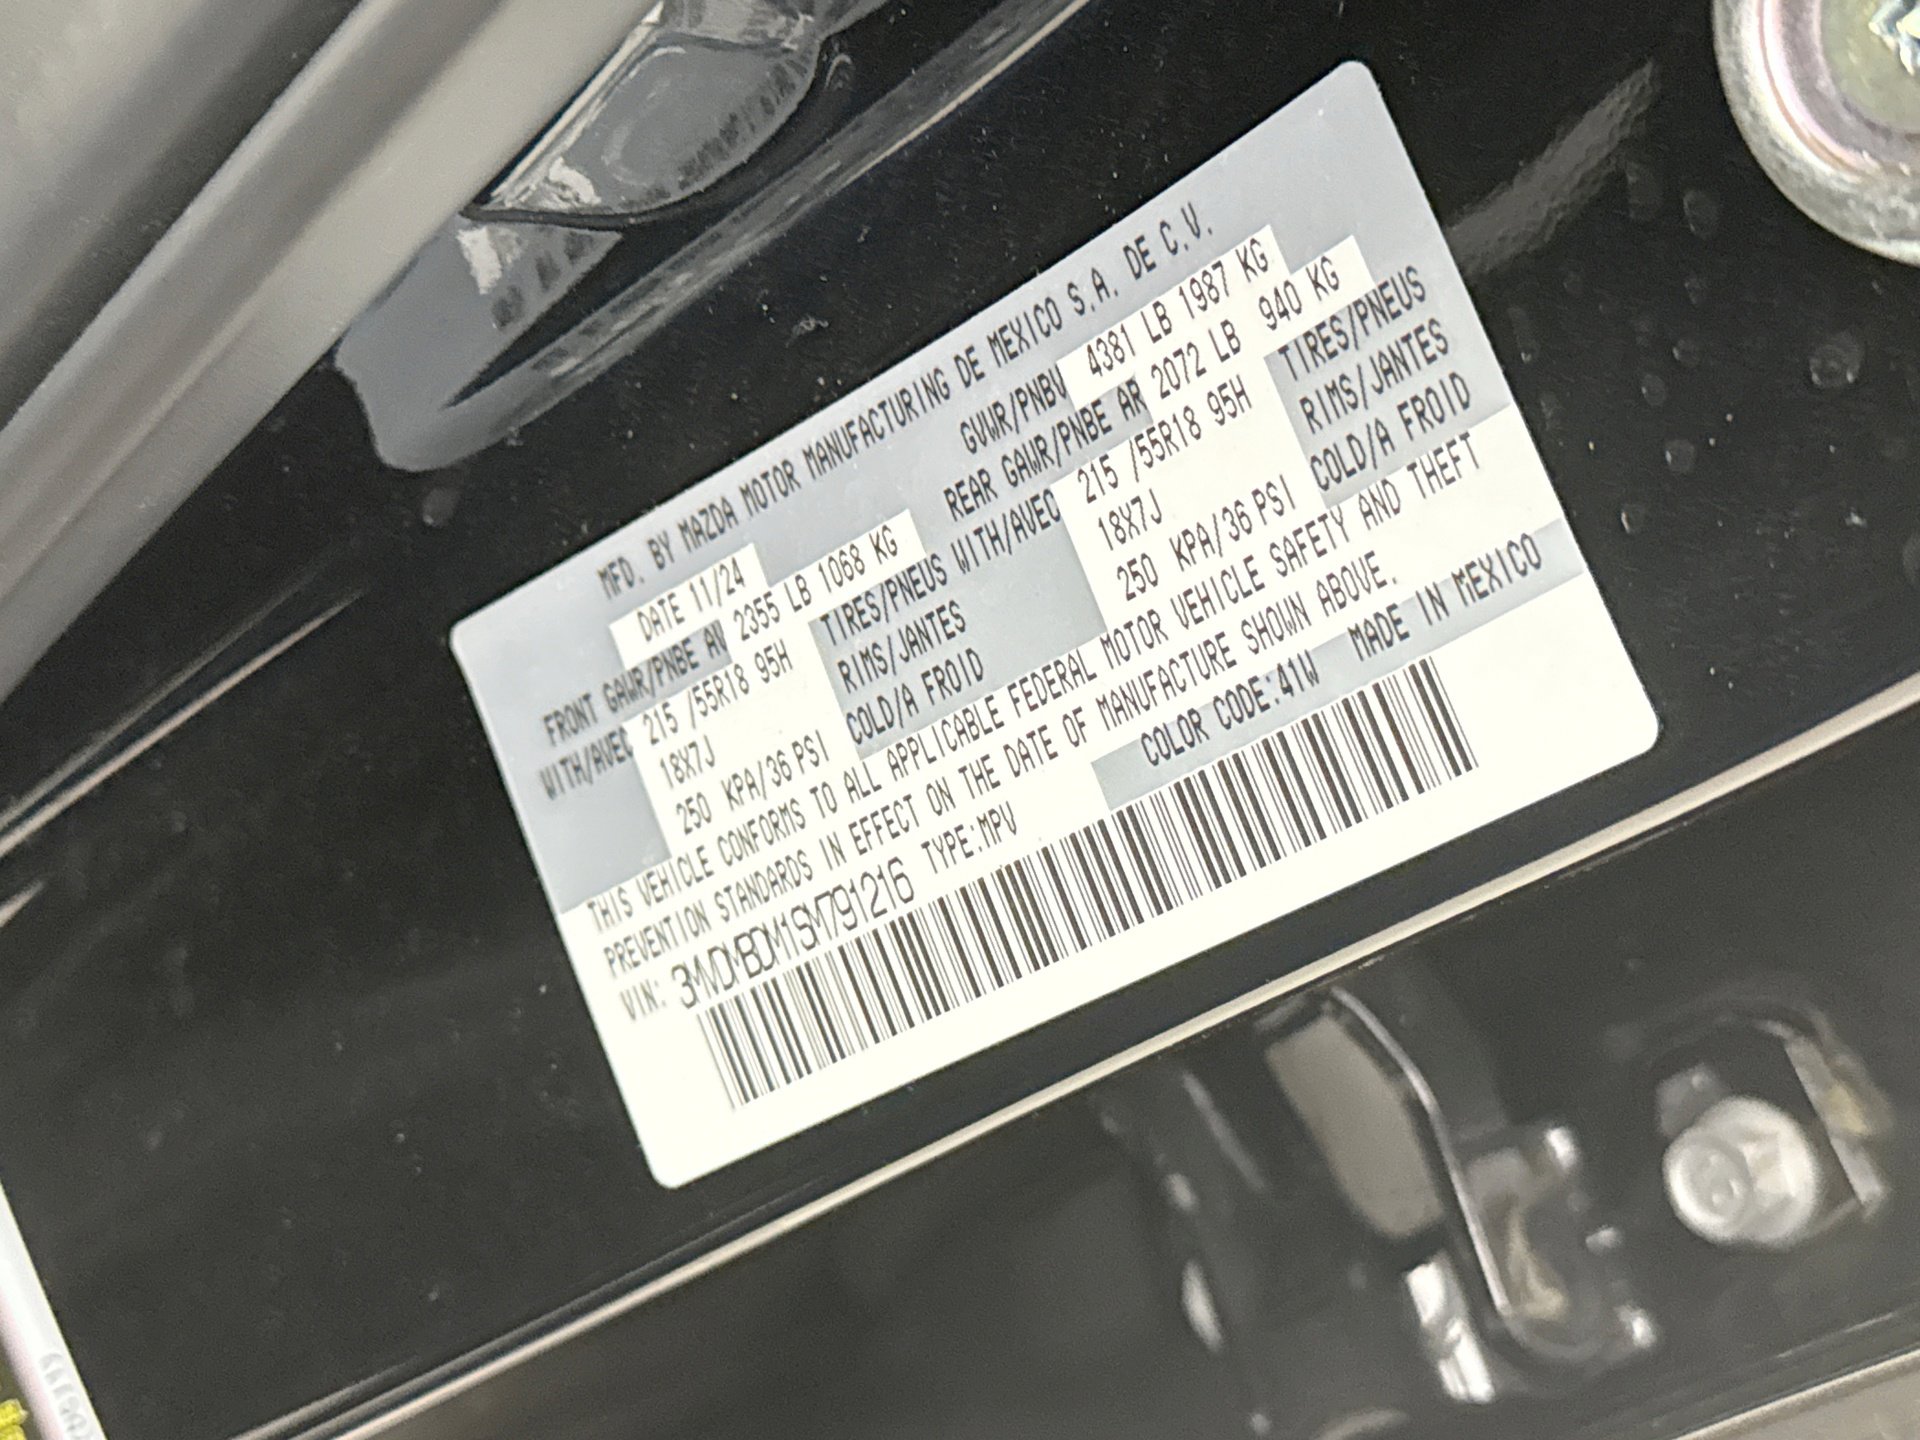 MFD. BY MAZDA MOTOR MANUFACTURING DE MEXICO S.A. DE C.V.
DATE 11/24 GVWR/PNBV 4381 LB 1987 KG
FRONT GAWR/PNBE AV 2355 LB 1068 KG REAR GAWR/PNBE AR 2072 LB 940 KG
WITH/AVEC 215 /55R18 95H TIRES/PNEUS WITH/AVEC 215 /55R18 95H TIRES/PNEUS
18X7J RIMS/JANTES 18X7J RIMS/JANTES
250 KPA/36 PSI COLD/A FROID 250 KPA/36 PSI COLD/A FROID
THIS VEHICLE CONFORMS TO ALL APPLICABLE FEDERAL MOTOR VEHICLE SAFETY AND THEFT
PREVENTION STANDARDS IN EFFECT ON THE DATE OF MANUFACTURE SHOWN ABOVE.
VIN: 3MVDMBDM1SM791216 TYPE:MPV COLOR CODE:41W MADE IN MEXICO